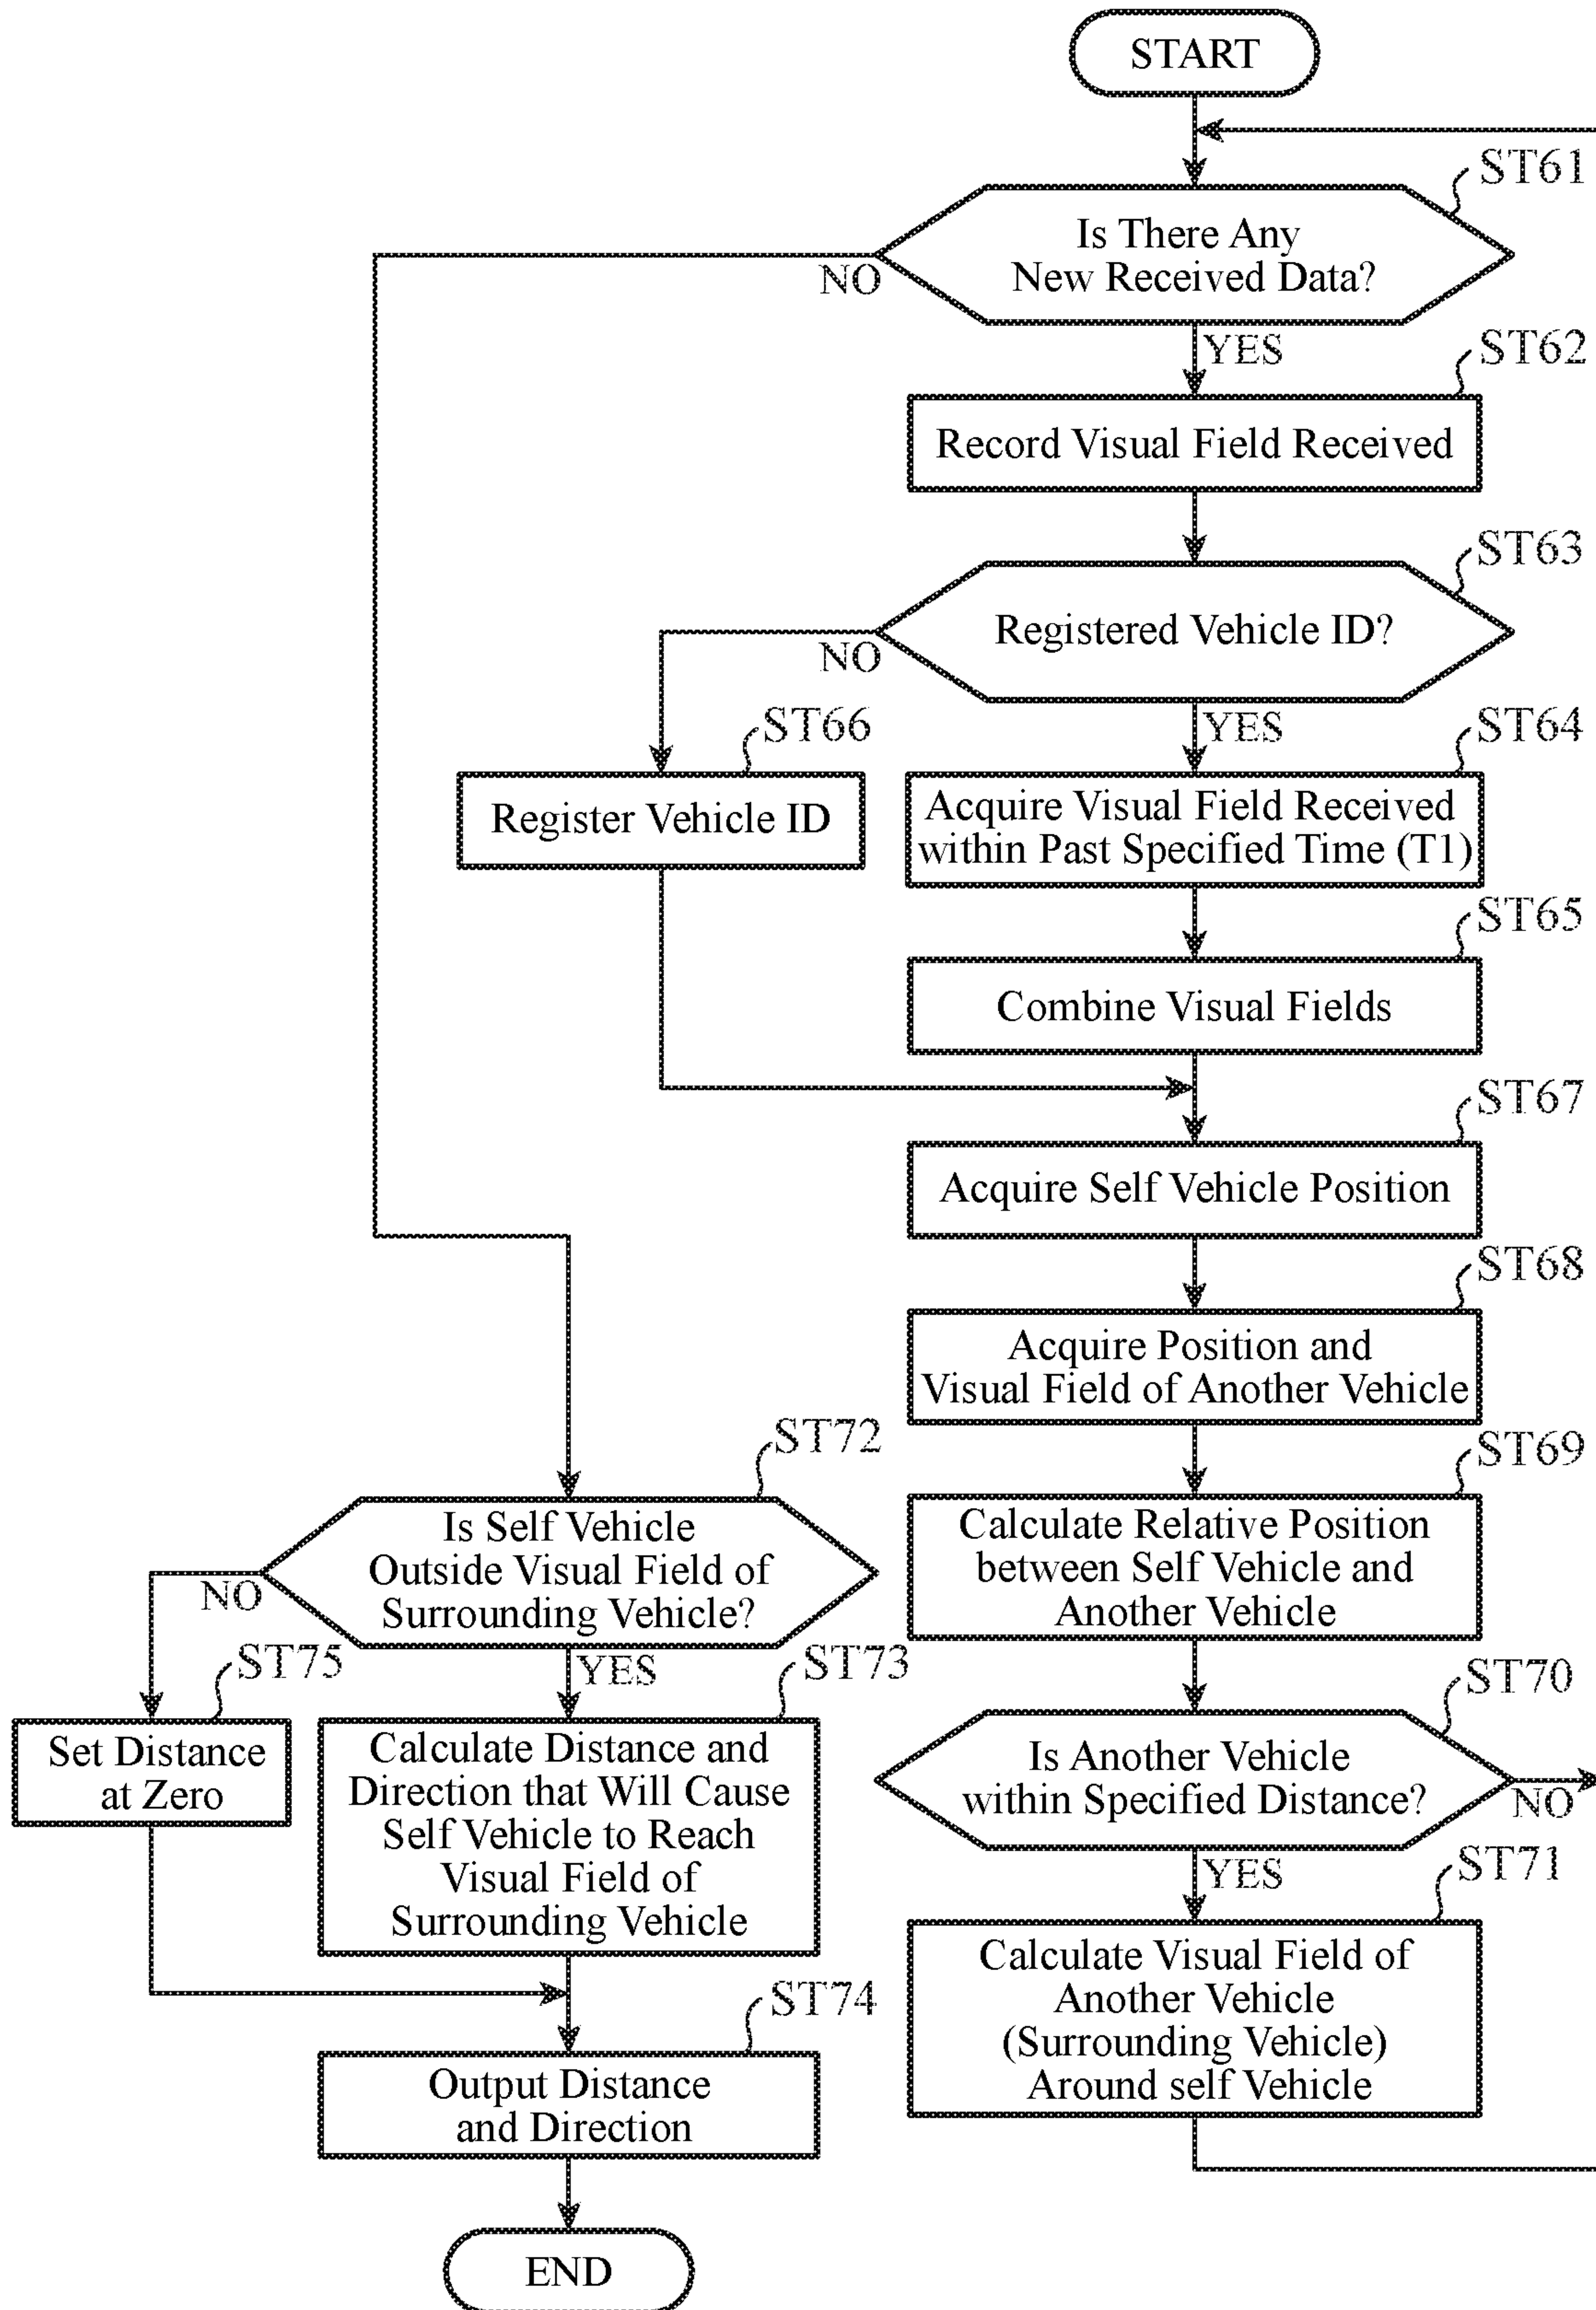 START
ST61
Is There Any
New Received Data?
NO
YES
ST62
Record Visual Field Received
ST63
Registered Vehicle ID?
NO
YES
ST66
Register Vehicle ID
ST64
Acquire Visual Field Received
within Past Specified Time (T1)
ST65
Combine Visual Fields
ST67
Acquire Self Vehicle Position
ST68
Acquire Position and
Visual Field of Another Vehicle
ST69
Calculate Relative Position
between Self Vehicle and
Another Vehicle
ST70
Is Another Vehicle
within Specified Distance?
NO
YES
ST71
Calculate Visual Field of
Another Vehicle
(Surrounding Vehicle)
Around self Vehicle
ST72
Is Self Vehicle
Outside Visual Field of
Surrounding Vehicle?
NO
YES
ST75
Set Distance
at Zero
ST73
Calculate Distance and
Direction that Will Cause
Self Vehicle to Reach
Visual Field of
Surrounding Vehicle
ST74
Output Distance
and Direction
END